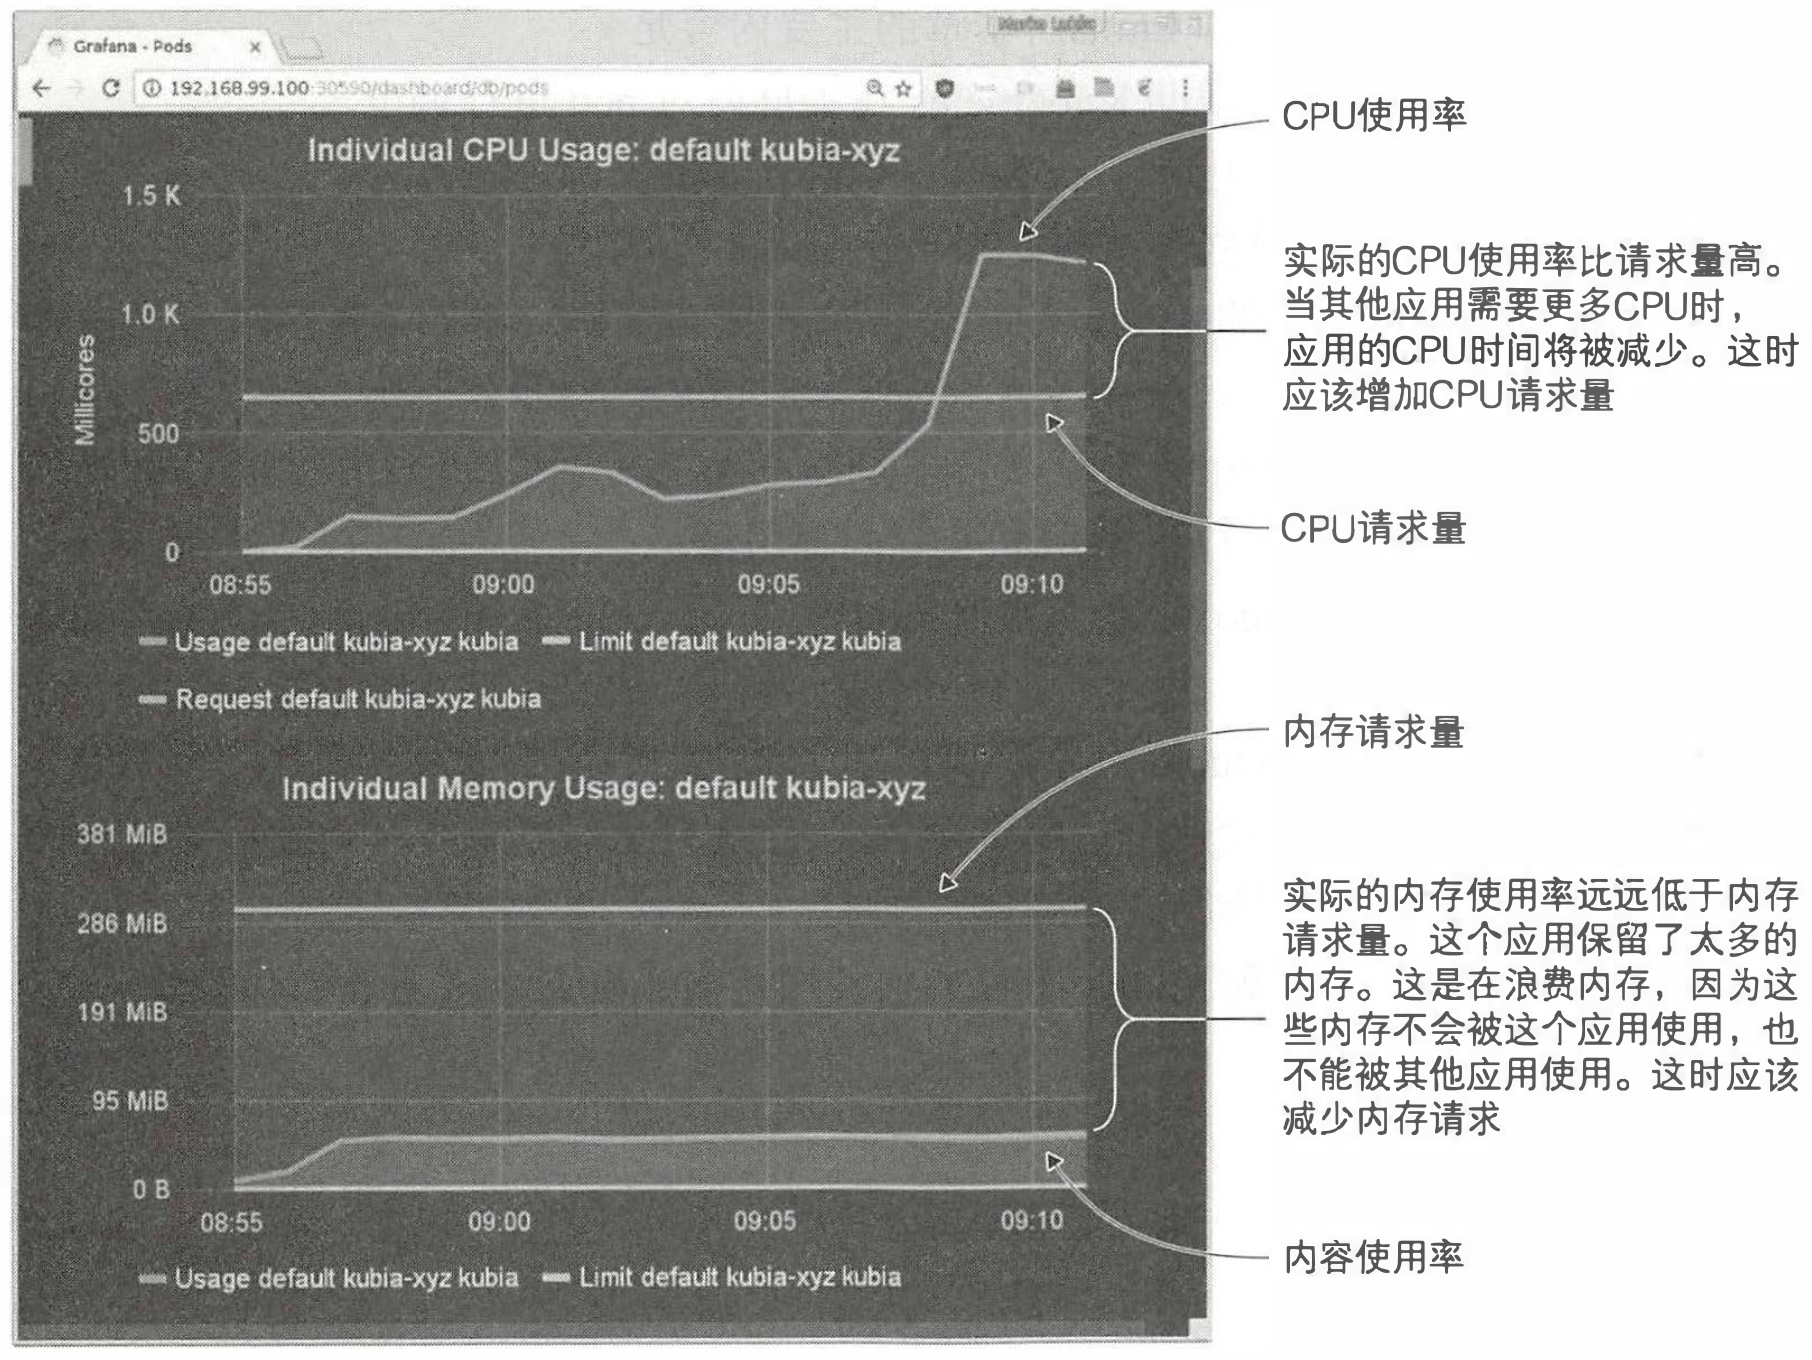 Grafana - Pods
192.168.99.100:30590/dashboard/db/pods
Individual CPU Usage: default kubia-xyz
1.5 K
1.0 K
500
0
Millicores
08:55 09:00 09:05 09:10
Usage default kubia-xyz kubia Limit default kubia-xyz kubia
Request default kubia-xyz kubia
Individual Memory Usage: default kubia-xyz
381 MiB
286 MiB
191 MiB
95 MiB
0 B
08:55 09:00 09:05 09:10
Usage default kubia-xyz kubia Limit default kubia-xyz kubia
CPU使用率
实际的CPU使用率比请求量高。
当其他应用需要更多CPU时，
应用的CPU时间将被减少。这时
应该增加CPU请求量
CPU请求量
内存请求量
实际的内存使用率远远低于内存
请求量。这个应用保留了太多的
内存。这是在浪费内存，因为这
些内存不会被这个应用使用，也
不能被其他应用使用。这时应该
减少内存请求
内容使用率